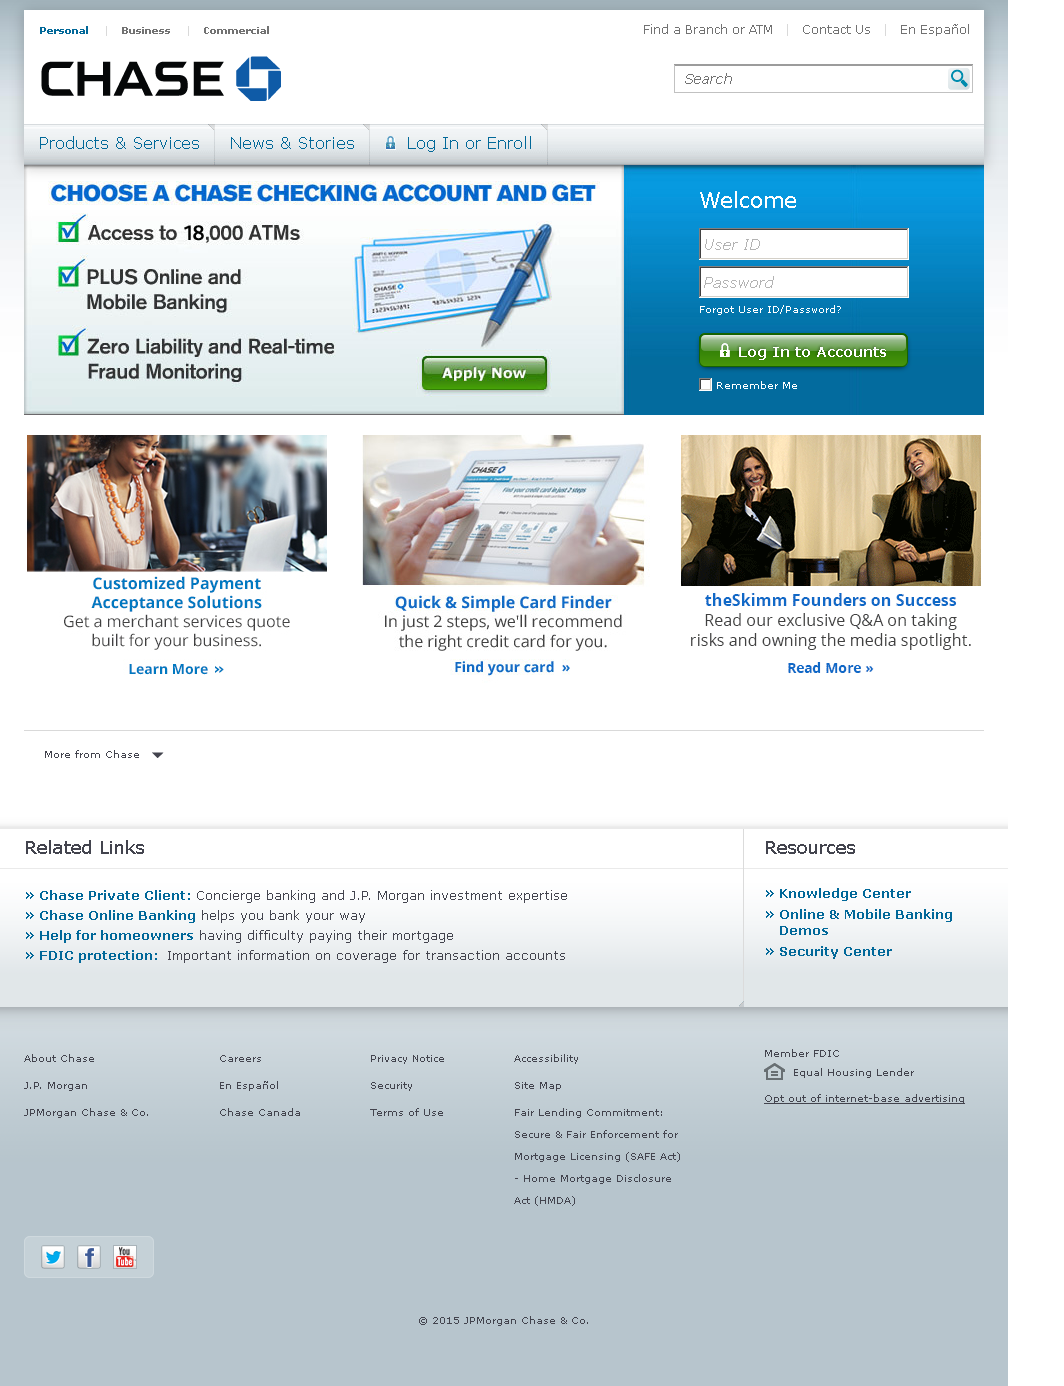 Personal
Business
Commercial
Find a Branch or ATM
Contact Us
En Español
CHASE
Search
Products & Services
News & Stories
Log In or Enroll
CHOOSE A CHASE CHECKING ACCOUNT AND GET
Access to 18,000 ATMs
PLUS Online and
Mobile Banking
Zero Liability and Real-time
Fraud Monitoring
Apply Now
Welcome
User ID
Password
Forgot User ID/Password?
Log In to Accounts
Remember Me
Customized Payment
Acceptance Solutions
Get a merchant services quote
built for your business.
Learn More »
CHASE
Find your credit card in just 2 steps
Quick & Simple Card Finder
In just 2 steps, we'll recommend
the right credit card for you.
Find your card »
theSkimm Founders on Success
Read our exclusive Q&A on taking
risks and owning the media spotlight.
Read More »
More from Chase
Related Links
» Chase Private Client: Concierge banking and J.P. Morgan investment expertise
» Chase Online Banking helps you bank your way
» Help for homeowners having difficulty paying their mortgage
» FDIC protection: Important information on coverage for transaction accounts
Resources
» Knowledge Center
» Online & Mobile Banking
Demos
» Security Center
About Chase
J.P. Morgan
JPMorgan Chase & Co.
Careers
En Español
Chase Canada
Privacy Notice
Security
Terms of Use
Accessibility
Site Map
Fair Lending Commitment:
Secure & Fair Enforcement for
Mortgage Licensing (SAFE Act)
- Home Mortgage Disclosure
Act (HMDA)
Member FDIC
Equal Housing Lender
Opt out of internet-base advertising
You
Tube
© 2015 JPMorgan Chase & Co.